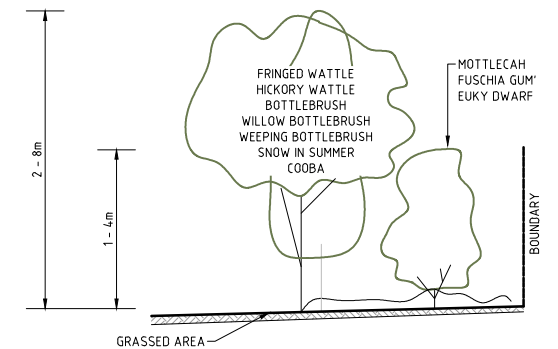 FRINGED WATTLE
HICKORY WATTLE
BOTTLEBRUSH
WILLOW BOTTLEBRUSH
WEEPING BOTTLEBRUSH
SNOW IN SUMMER
COOBA
MOTTLECAH
FUSCHIA GUM'
EUKY DWARF
2 - 8m
1 - 4m
BOUNDARY
GRASSED AREA